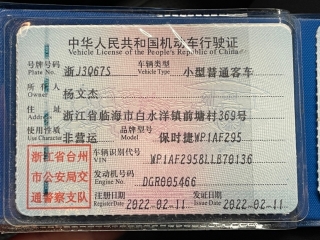 中华人民共和国机动车行驶证
Vehicle License of the People's Republic of China
号牌号码 浙J3Q67S 车辆类型 小型普通客车
Plate No. Vehicle Type
所有人 杨文杰
Owner
住址 浙江省临海市白水洋镇前塘村369号
Address
使用性质 非营运 品牌型号 保时捷WP1AF295
Use Character Model
浙江省台州
市公安局交
通警察支队
车辆识别代号 WP1AF2958LLB70136
VIN
发动机号码 DGR005466
Engine No.
注册日期 2022-02-11 发证日期 2022-02-11
Register Date Issue Date